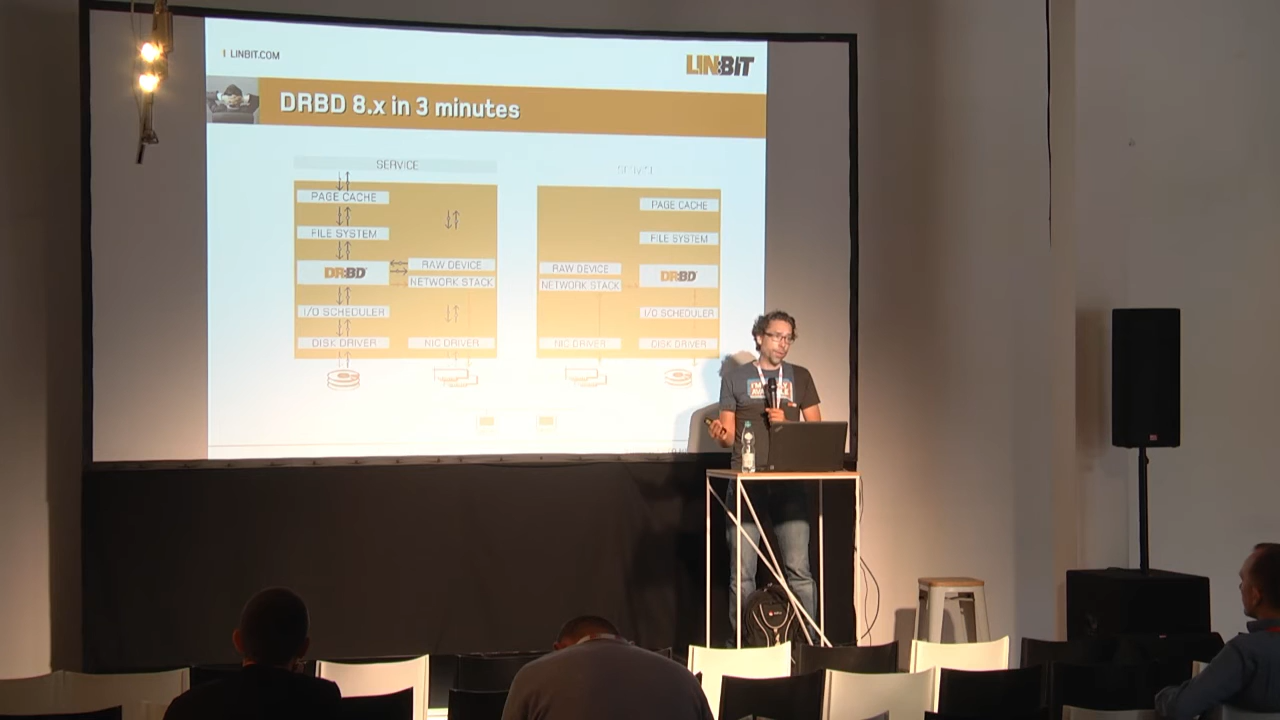 LINBIT.COM
LINBIT
DRBD 8.x in 3 minutes
SERVICE
PAGE CACHE
FILE SYSTEM
DRBD
RAW DEVICE
NETWORK STACK
I/O SCHEDULER
DISK DRIVER
NIC DRIVER
SERVICE
PAGE CACHE
FILE SYSTEM
RAW DEVICE
NETWORK STACK
DRBD
I/O SCHEDULER
NIC DRIVER
DISK DRIVER